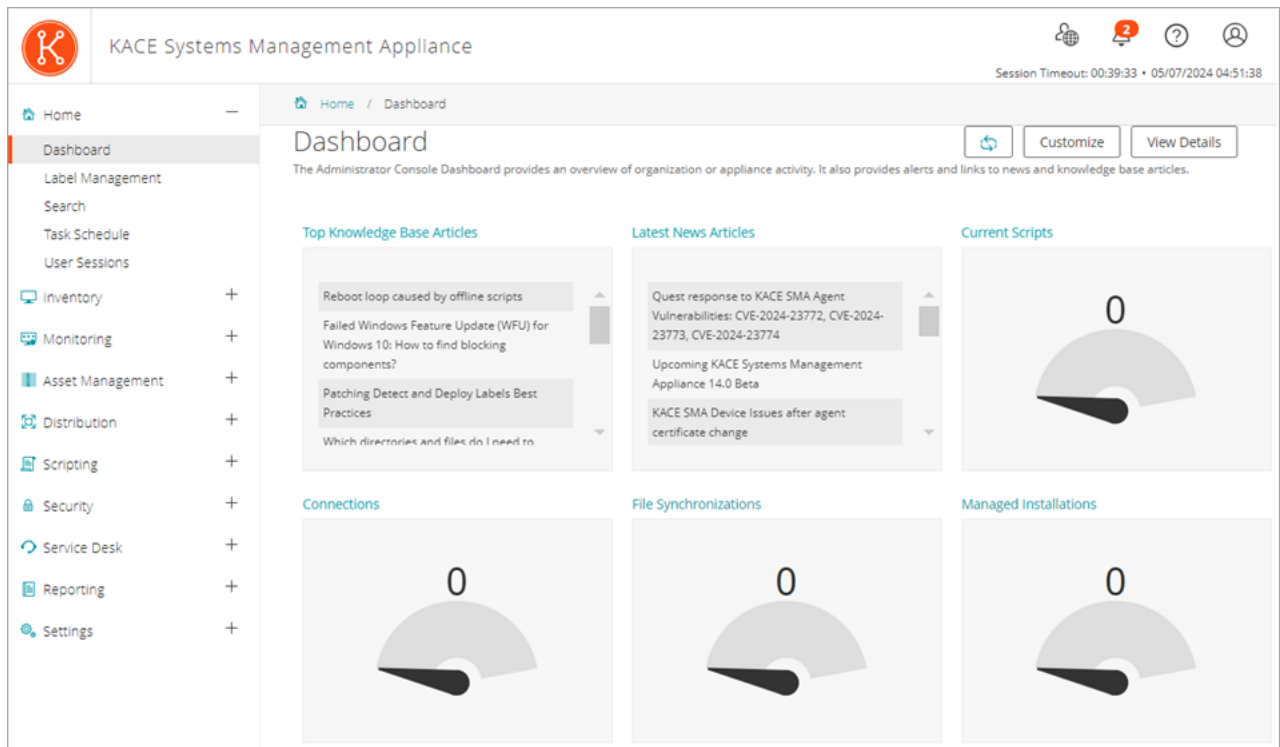 KACE Systems Management Appliance
2
Session Timeout: 00:39:33 • 05/07/2024 04:51:38
Home
Dashboard
Label Management
Search
Task Schedule
User Sessions
Inventory
Monitoring
Asset Management
Distribution
Scripting
Security
Service Desk
Reporting
Settings
Home / Dashboard
Dashboard
Customize
View Details
The Administrator Console Dashboard provides an overview of organization or appliance activity. It also provides alerts and links to news and knowledge base articles.
Top Knowledge Base Articles
Reboot loop caused by offline scripts
Failed Windows Feature Update (WFU) for
Windows 10: How to find blocking
components?
Patching Detect and Deploy Labels Best
Practices
Which directories and files do I need to
Latest News Articles
Quest response to KACE SMA Agent
Vulnerabilities: CVE-2024-23772, CVE-2024-
23773, CVE-2024-23774
Upcoming KACE Systems Management
Appliance 14.0 Beta
KACE SMA Device Issues after agent
certificate change
Current Scripts
0
Connections
0
File Synchronizations
0
Managed Installations
0